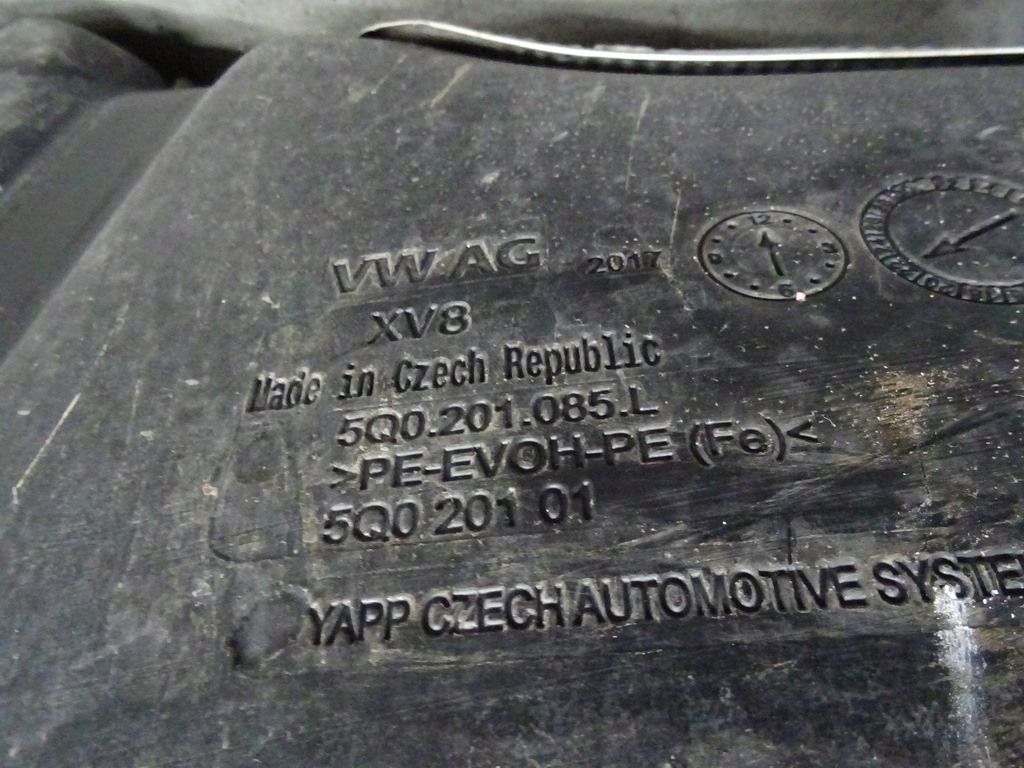 VW AG 2017
XV8
Made in Czech Republic
5Q0.201.085.L
>PE-EVOH-PE (Fe)<
5Q0 201 01
YAPP CZECH AUTOMOTIVE SYSTE
12